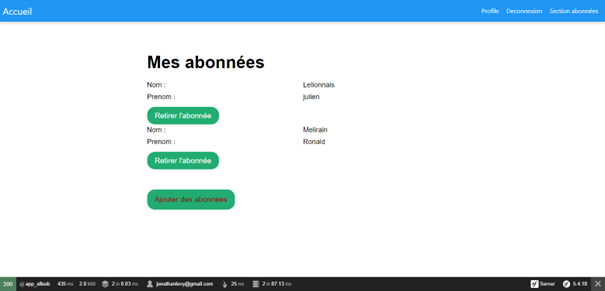 Accueil Profile Deconnexion Section abonnées
Mes abonnées
Nom : Lelionnais
Prenom : julien
Retirer l'abonnée
Nom : Melirain
Prenom : Ronald
Retirer l'abonnée
Ajouter des abonnées
200 @ app_allsub 435 ms 2.0 MiB 2 in 0.83 ms jonathanlevy@gmail.com 25 ms 2 in 87.13 ms Server 5.4.18